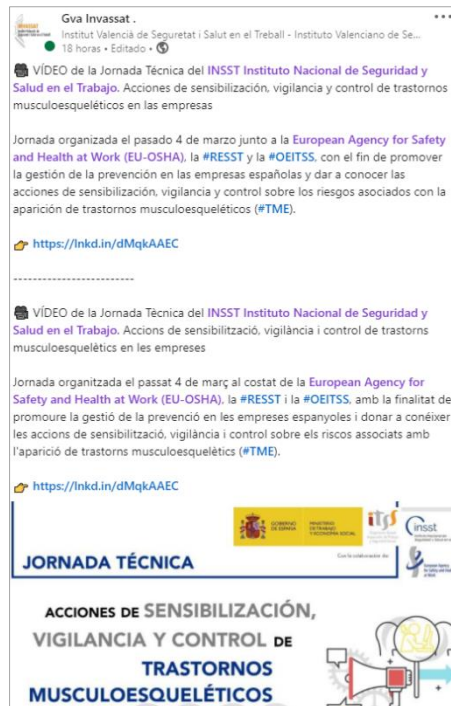 Gva Invassat .
Institut Valencià de Seguretat i Salut en el Treball - Instituto Valenciano de Se...
18 horas • Editado •
VÍDEO de la Jornada Técnica del INSST Instituto Nacional de Seguridad y
Salud en el Trabajo. Acciones de sensibilización, vigilancia y control de trastornos
musculoesqueléticos en las empresas
Jornada organizada el pasado 4 de marzo junto a la European Agency for Safety
and Health at Work (EU-OSHA), la #RESST y la #OEITSS, con el fin de promover
la gestión de la prevención en las empresas españolas y dar a conocer las
acciones de sensibilización, vigilancia y control sobre los riesgos asociados con la
aparición de trastornos musculoesqueléticos (#TME).
https://lnkd.in/dMqkAAEC
------------------------
VÍDEO de la Jornada Tècnica del INSST Instituto Nacional de Seguridad y
Salud en el Trabajo. Accions de sensibilització, vigilància i control de trastorns
musculoesquelètics en les empreses
Jornada organitzada el passat 4 de març al costat de la European Agency for
Safety and Health at Work (EU-OSHA), la #RESST i la #OEITSS, amb la finalitat de
promoure la gestió de la prevenció en les empreses espanyoles i donar a conéixer
les accions de sensibilització, vigilància i control sobre els riscos associats amb
l'aparició de trastorns musculoesquelètics (#TME).
https://lnkd.in/dMqkAAEC
GOBIERNO DE ESPAÑA
MINISTERIO DE TRABAJO Y ECONOMÍA SOCIAL
itss
insst
Con la colaboración de:
JORNADA TÉCNICA
ACCIONES DE SENSIBILIZACIÓN,
VIGILANCIA Y CONTROL DE
TRASTORNOS
MUSCULOESQUELÉTICOS